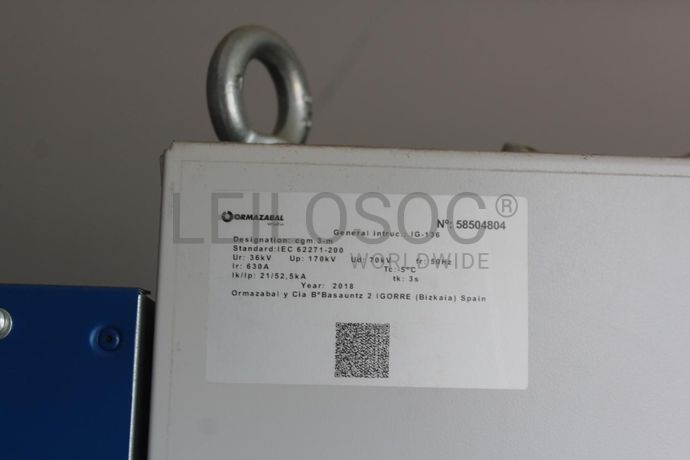 ORMAZABAL
Nº: 58504804
General intruc.: IG-136
Designation: cgm.3-m
Standard:IEC 62271-200
Ur: 36kV Up: 170kV Ud: 70kV fr: 50Hz
Ir: 630A Tc: -5°C
Ik/Ip: 21/52,5kA tk: 3s
Year: 2018
Ormazabal y Cia BºBasauntz 2 IGORRE (Bizkaia) Spain
LEILOSOC®
WORLDWIDE